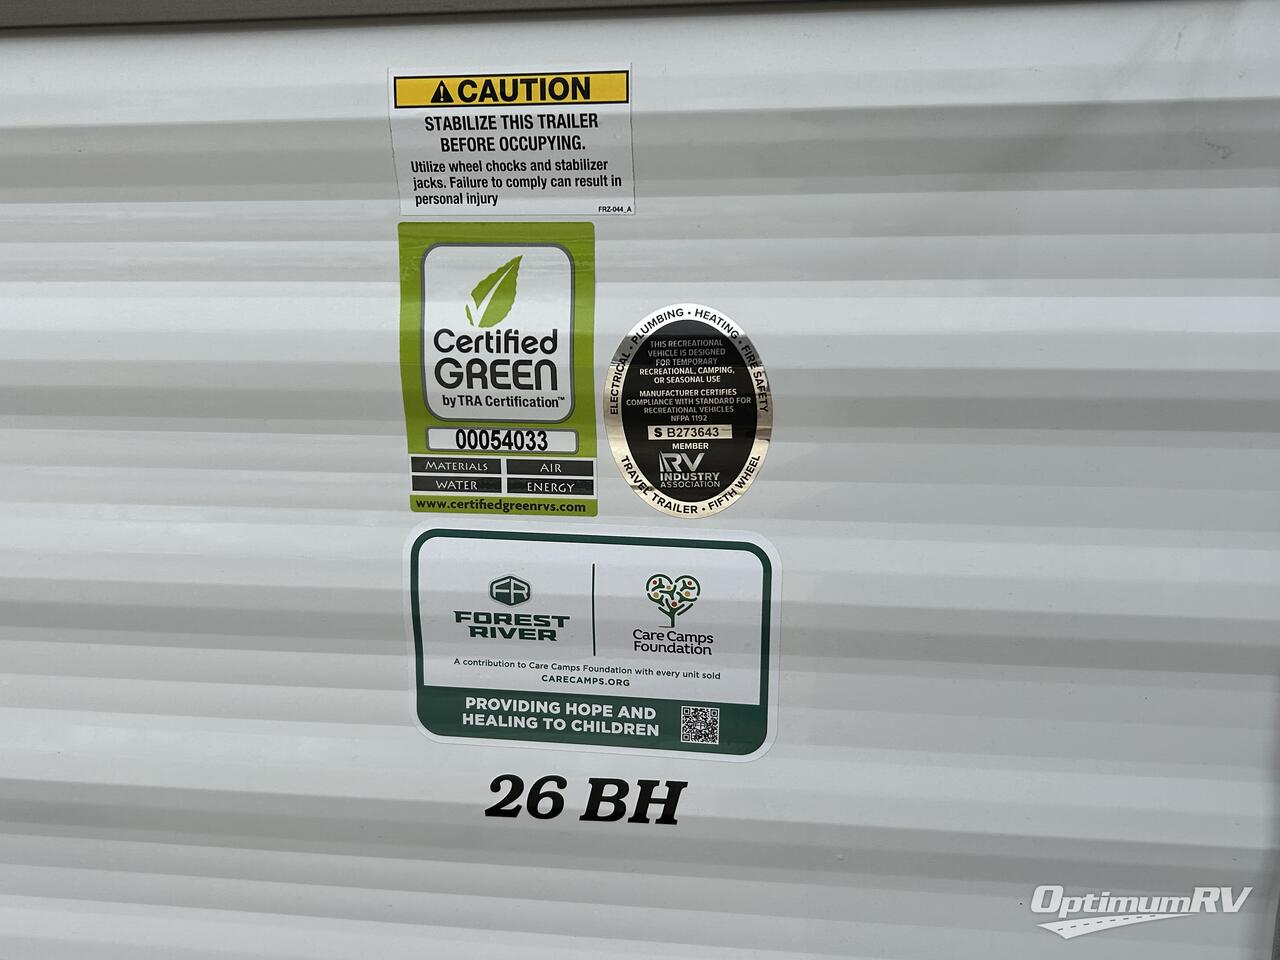 CAUTION
STABILIZE THIS TRAILER
BEFORE OCCUPYING.
Utilize wheel chocks and stabilizer
jacks. Failure to comply can result in
personal injury
FRZ-044_A
Certified
GREEN
by TRA Certification™
00054033
MATERIALS AIR
WATER ENERGY
www.certifiedgreenrvs.com
ELECTRICAL • PLUMBING • HEATING • FIRE SAFETY
THIS RECREATIONAL
VEHICLE IS DESIGNED
FOR TEMPORARY
RECREATIONAL, CAMPING,
OR SEASONAL USE
MANUFACTURER CERTIFIES
COMPLIANCE WITH STANDARD FOR
RECREATIONAL VEHICLES
NFPA 1192
S B273643
MEMBER
RV
INDUSTRY
ASSOCIATION
TRAVEL TRAILER • FIFTH WHEEL
FR
FOREST
RIVER
Care Camps
Foundation
A contribution to Care Camps Foundation with every unit sold
CARECAMPS.ORG
PROVIDING HOPE AND
HEALING TO CHILDREN
26 BH
OptimumRV